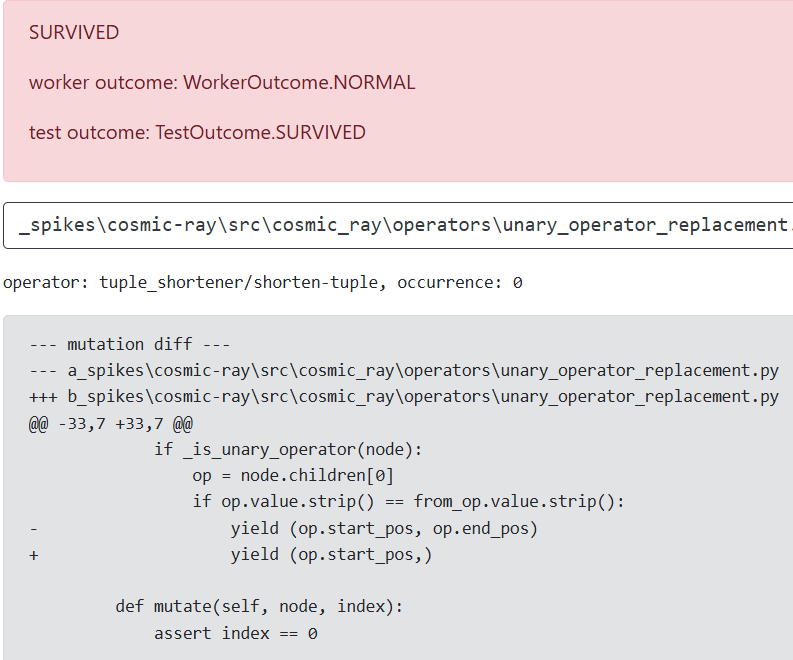 SURVIVED
worker outcome: WorkerOutcome.NORMAL
test outcome: TestOutcome.SURVIVED
_spikes\cosmic-ray\src\cosmic_ray\operators\unary_operator_replacement.
operator: tuple_shortener/shorten-tuple, occurrence: 0
--- mutation diff ---
--- a_spikes\cosmic-ray\src\cosmic_ray\operators\unary_operator_replacement.py
+++ b_spikes\cosmic-ray\src\cosmic_ray\operators\unary_operator_replacement.py
@@ -33,7 +33,7 @@
             if _is_unary_operator(node):
                 op = node.children[0]
                 if op.value.strip() == from_op.value.strip():
-                    yield (op.start_pos, op.end_pos)
+                    yield (op.start_pos,)
         def mutate(self, node, index):
             assert index == 0